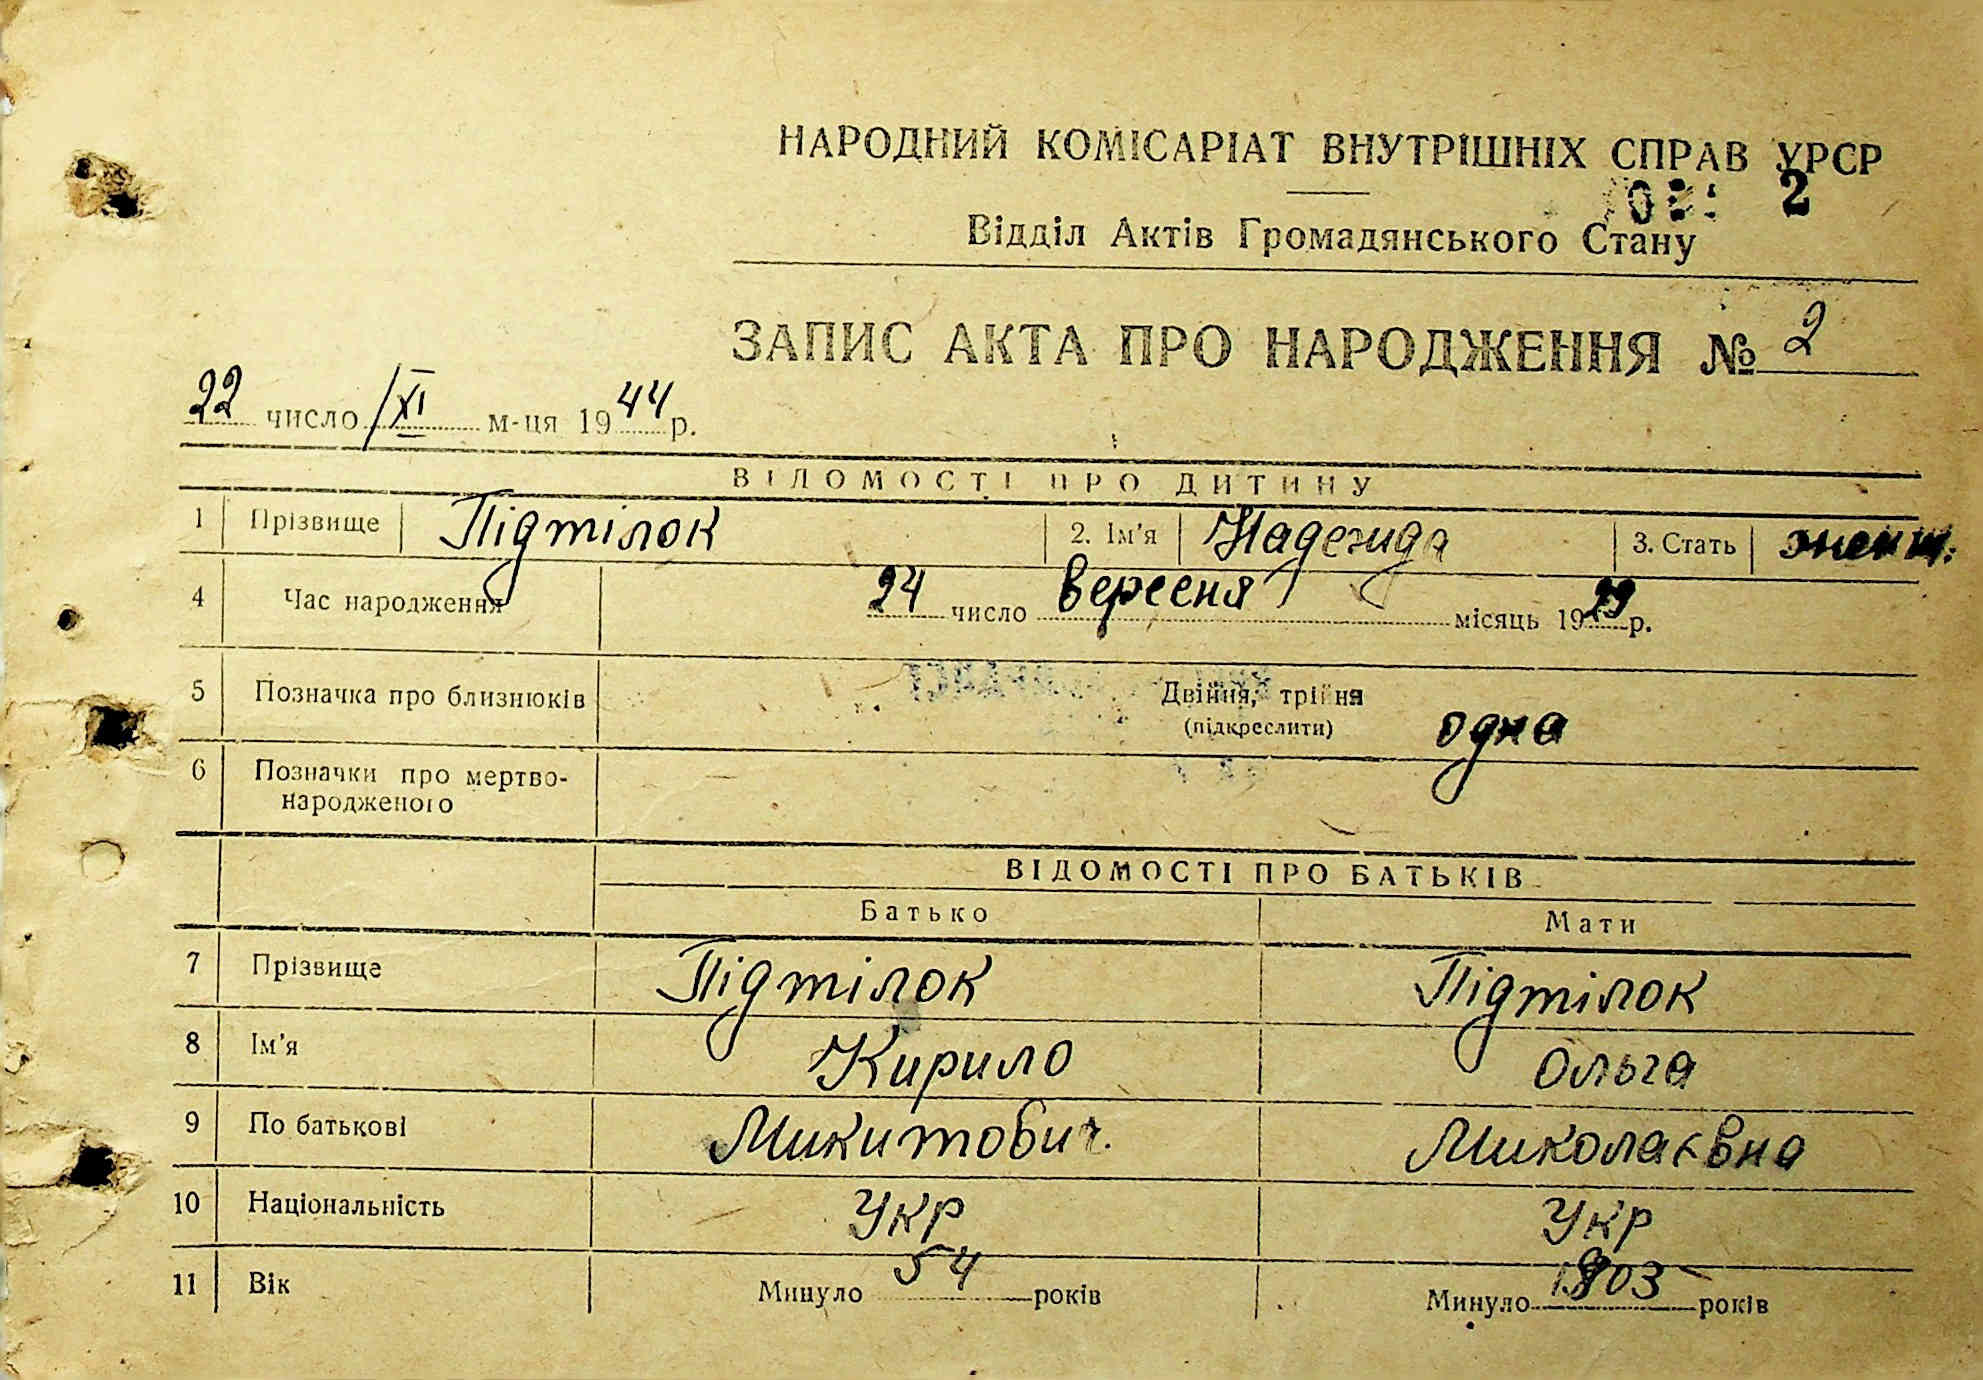 НАРОДНИЙ КОМІСАРІАТ ВНУТРІШНІХ СПРАВ УРСР
2
Відділ Актів Громадянського Стану
ЗАПИС АКТА ПРО НАРОДЖЕННЯ № 2
22 число XI м-ця 1944 р.
ВІДОМОСТІ ПРО ДИТИНУ
1 Прізвище Підтілок 2. Ім'я Надежда 3. Стать
4 Час народження 24 число вересня місяць 1929 р.
5 Позначка про близнюків Двійня, трійня
(підкреслити) одна
6 Позначки про мертво-
народженого
ВІДОМОСТІ ПРО БАТЬКІВ
Батько Мати
7 Прізвище Підтілок Підтілок
8 Ім'я Кирило Ольга
9 По батькові Микитович. Миколаєвна
10 Національність Укр Укр
11 Вік Минуло 54 років Минуло 1903 років